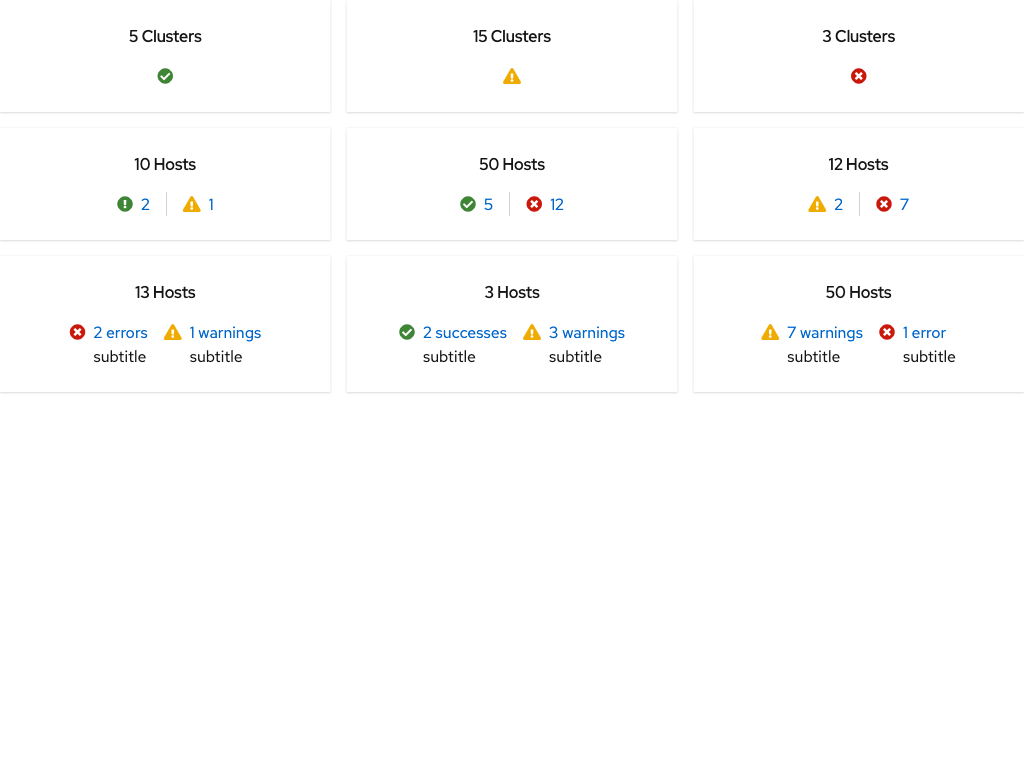 5 Clusters
15 Clusters
3 Clusters
10 Hosts
2
1
50 Hosts
5
12
12 Hosts
2
7
13 Hosts
2 errors
subtitle
1 warnings
subtitle
3 Hosts
2 successes
subtitle
3 warnings
subtitle
50 Hosts
7 warnings
subtitle
1 error
subtitle